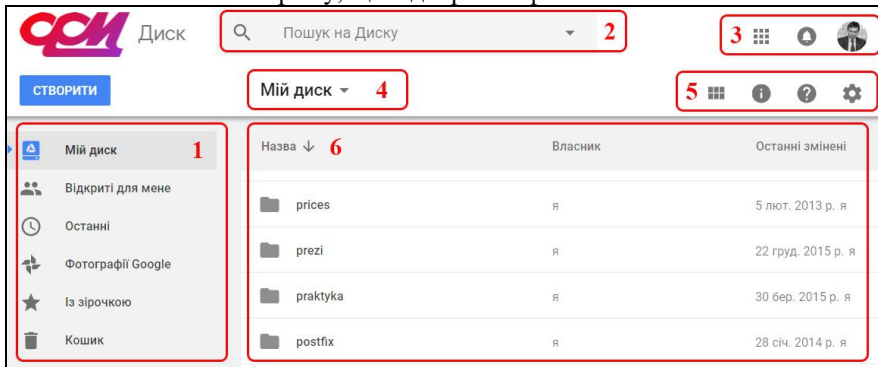 ФФМ Диск Пошук на Диску 2 3
СТВОРИТИ Мій диск 4 5
Мій диск 1 Назва 6 Власник Останні змінені
Відкриті для мене prices я 5 лют. 2013 р. я
Останні prezi я 22 груд. 2015 р. я
Фотографії Google
Із зірочкою praktyka я 30 бер. 2015 р. я
Кошик postfix я 28 січ. 2014 р. я